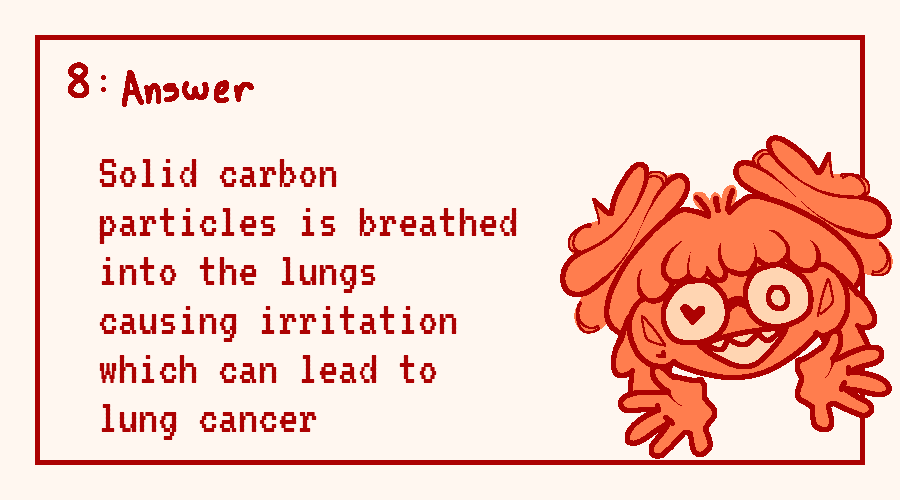 8: Answer
Solid carbon
particles is breathed
into the lungs
causing irritation
which can lead to
lung cancer